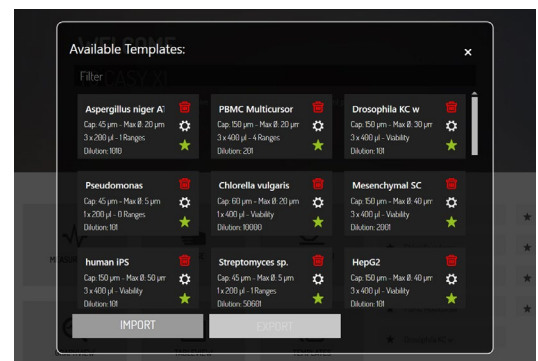 Available Templates:
×
Filter
Aspergillus niger A
Cap: 45 µm - Max Ø: 20 µm
3 x 200 µl - 1 Ranges
Dilution: 1010
PBMC Multicursor
Cap: 150 µm - Max Ø: 20 µm
3 x 400 µl - 4 Ranges
Dilution: 201
Drosophila KC w
Cap: 150 µm - Max Ø: 30 µm
3 x 400 µl - Viability
Dilution: 101
Pseudomonas
Cap: 45 µm - Max Ø: 5 µm
1 x 200 µl - 0 Ranges
Dilution: 101
Chlorella vulgaris
Cap: 60 µm - Max Ø: 20 µm
1 x 400 µl - Viability
Dilution: 10000
Mesenchymal SC
Cap: 150 µm - Max Ø: 40 µm
3 x 400 µl - Viability
Dilution: 2001
human iPS
Cap: 150 µm - Max Ø: 50 µm
3 x 400 µl - Viability
Dilution: 101
Streptomyces sp.
Cap: 45 µm - Max Ø: 5 µm
1 x 200 µl - 1 Ranges
Dilution: 50601
HepG2
Cap: 150 µm - Max Ø: 40 µm
3 x 400 µl - Viability
Dilution: 101
IMPORT
EXPORT